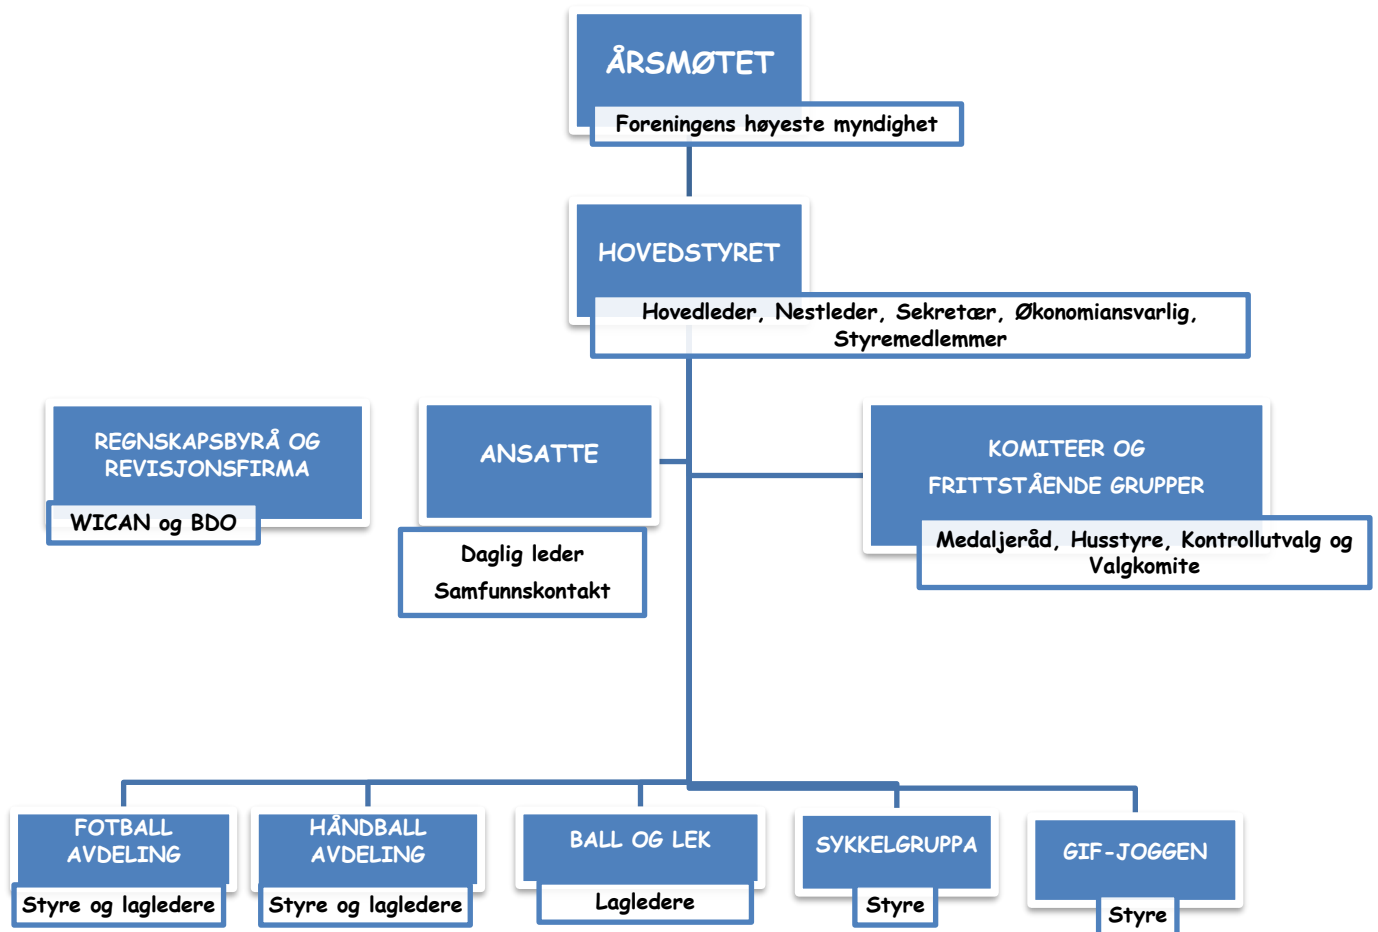 ÅRSMØTET
Foreningens høyeste myndighet
HOVEDSTYRET
Hovedleder, Nestleder, Sekretær, Økonomiansvarlig,
Styremedlemmer
REGNSKAPSBYRÅ OG
REVISJONSFIRMA
WICAN og BDO
ANSATTE
Daglig leder
Samfunnskontakt
KOMITEER OG
FRITTSTÅENDE GRUPPER
Medaljeråd, Husstyre, Kontrollutvalg og
Valgkomite
FOTBALL
AVDELING
Styre og lagledere
HÅNDBALL
AVDELING
Styre og lagledere
BALL OG LEK
Lagledere
SYKKELGRUPPA
Styre
GIF-JOGGEN
Styre